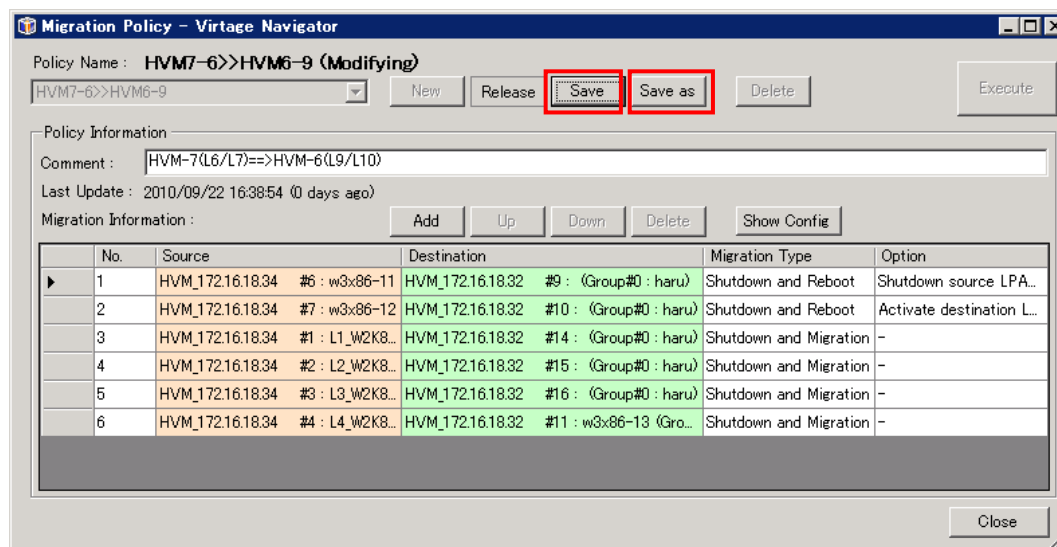 Migration Policy - Virtage Navigator
Policy Name : HVM7-6>>HVM6-9 (Modifying)
HVM7-6>>HVM6-9 New Release Save Save as Delete Execute
Policy Information
Comment : HVM-7(L6/L7)==>HVM-6(L9/L10)
Last Update : 2010/09/22 16:38:54 (0 days ago)
Migration Information : Add Up Down Delete Show Config
No. Source Destination Migration Type Option
1 HVM_172.16.18.34 #6 : w3x86-11 HVM_172.16.18.32 #9 : (Group#0 : haru) Shutdown and Reboot Shutdown source LPA...
2 HVM_172.16.18.34 #7 : w3x86-12 HVM_172.16.18.32 #10 : (Group#0 : haru) Shutdown and Reboot Activate destination L...
3 HVM_172.16.18.34 #1 : L1_W2K8... HVM_172.16.18.32 #14 : (Group#0 : haru) Shutdown and Migration -
4 HVM_172.16.18.34 #2 : L2_W2K8... HVM_172.16.18.32 #15 : (Group#0 : haru) Shutdown and Migration -
5 HVM_172.16.18.34 #3 : L3_W2K8... HVM_172.16.18.32 #16 : (Group#0 : haru) Shutdown and Migration -
6 HVM_172.16.18.34 #4 : L4_W2K8... HVM_172.16.18.32 #11 : w3x86-13 (Gro... Shutdown and Migration -
Close